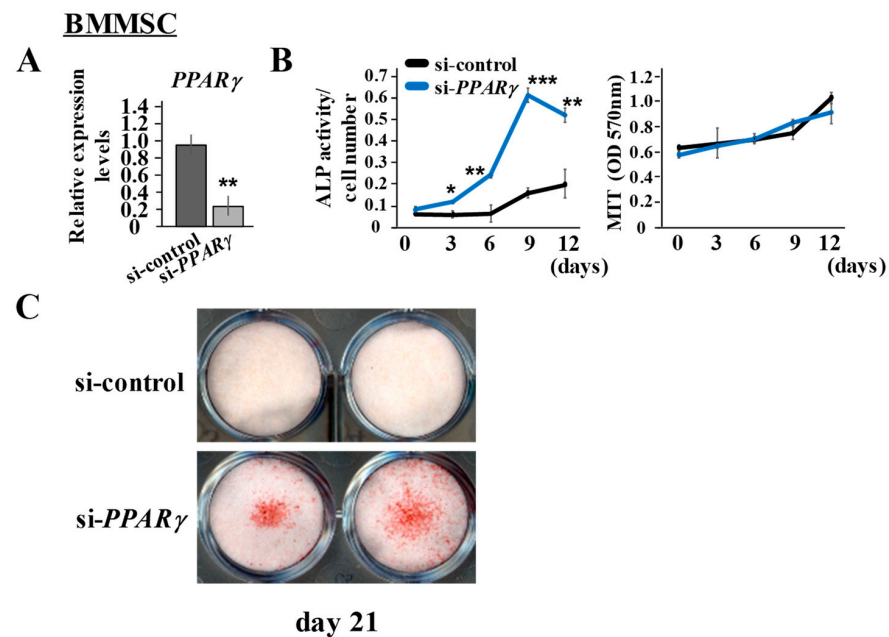 BMMSC
A
PPARγ
Relative expression
levels
1.4
1.2
1.0
0.8
0.6
0.4
0.2
0
**
si-control
si-PPARγ
B
si-control
si-PPARγ
ALP activity/
cell number
0.7
0.6
0.5
0.4
0.3
0.2
0.1
0
*
**
***
**
0 3 6 9 12
(days)
MIT (OD 570nm)
1.2
1.0
0.8
0.6
0.4
0.2
0
0 3 6 9 12
(days)
C
si-control
si-PPARγ
day 21